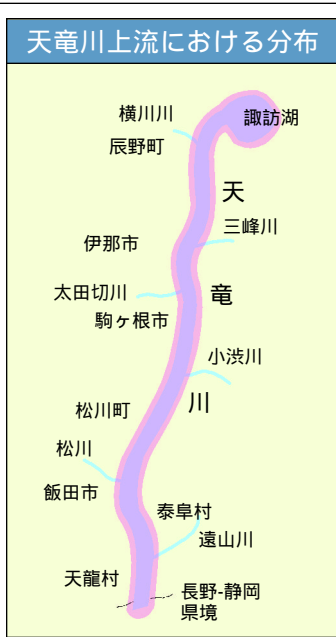 天竜川上流における分布
横川川
諏訪湖
辰野町
天
三峰川
伊那市
太田切川
竜
駒ヶ根市
小渋川
川
松川町
松川
飯田市
泰阜村
遠山川
天龍村
長野-静岡
県境